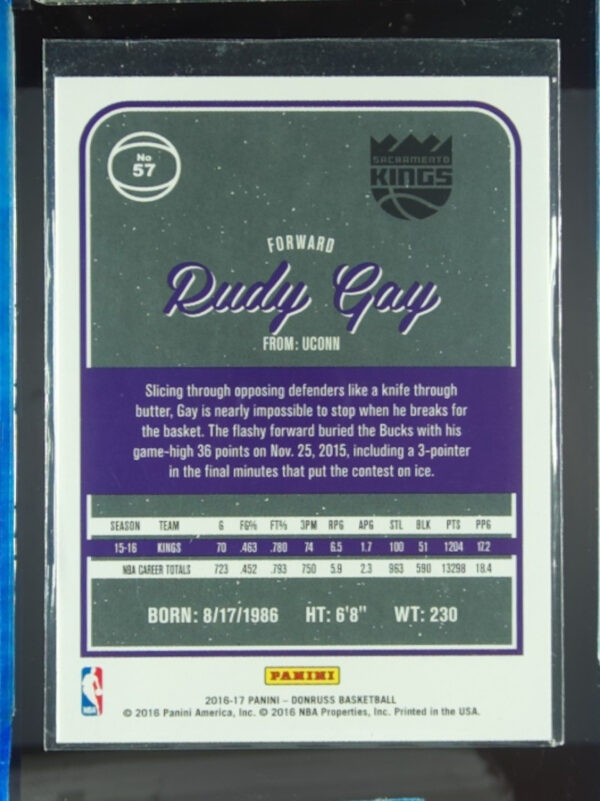 No
57
SACRAMENTO
KINGS
FORWARD
Rudy Gay
FROM: UCONN
Slicing through opposing defenders like a knife through
butter, Gay is nearly impossible to stop when he breaks for
the basket. The flashy forward buried the Bucks with his
game-high 36 points on Nov. 25, 2015, including a 3-pointer
in the final minutes that put the contest on ice.
SEASON TEAM G FG% FT% 3PM RPG APG STL BLK PTS PPG
15-16 KINGS 70 .463 .780 74 6.5 1.7 100 51 1204 17.2
NBA CAREER TOTALS 723 .452 .793 750 5.9 2.3 963 590 13298 18.4
BORN: 8/17/1986 HT: 6'8" WT: 230
PANINI
NBA
2016-17 PANINI – DONRUSS BASKETBALL
© 2016 Panini America, Inc. © 2016 NBA Properties, Inc. Printed in the USA.